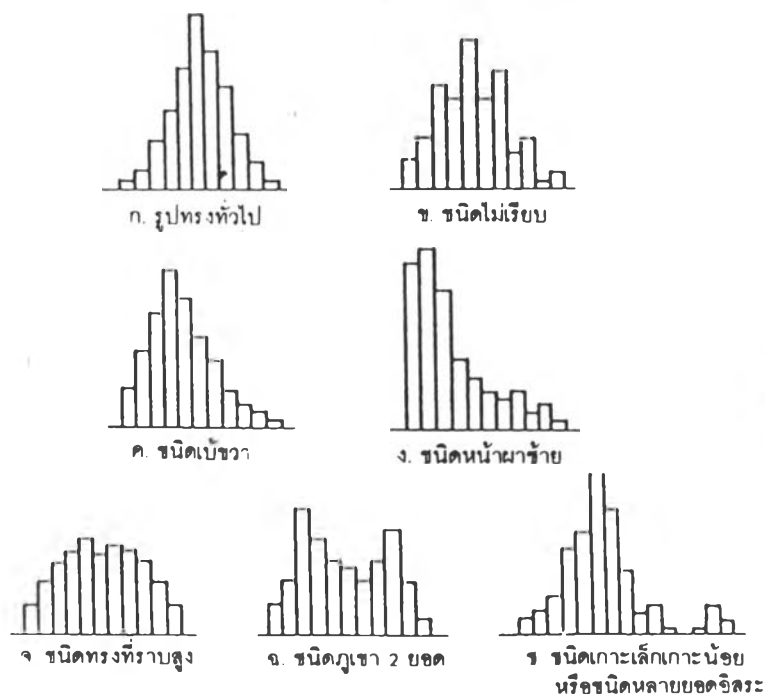 ก. รูปทรงทั่วไป
ข. ชนิดไม่เรียบ
ค. ชนิดเบ้ขวา
ง. ชนิดหน้าผาซ้าย
จ ชนิดทรงที่ราบสูง
ฉ. ชนิดภูเขา 2 ยอด
ช ชนิดเกาะเล็กเกาะน้อย
หรือชนิดหลายยอดอิสระ